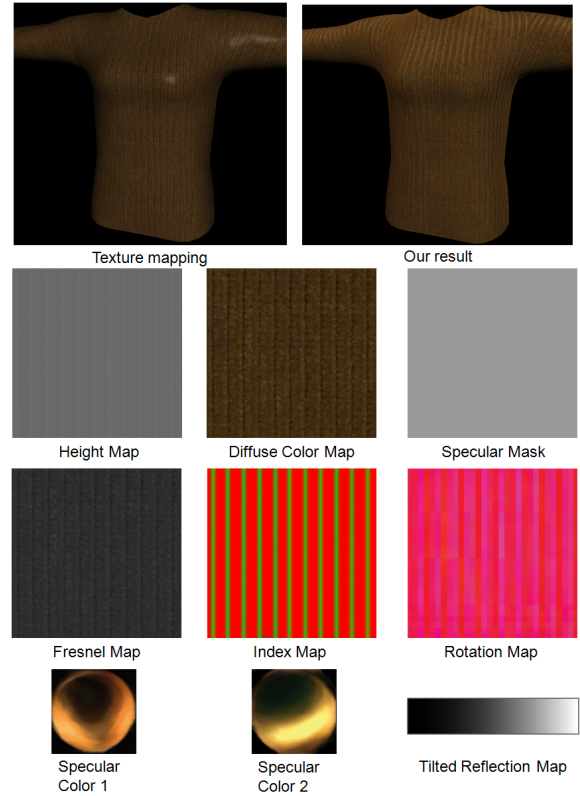 Texture mapping
Our result
Height Map
Diffuse Color Map
Specular Mask
Fresnel Map
Index Map
Rotation Map
Specular
Color 1
Specular
Color 2
Tilted Reflection Map